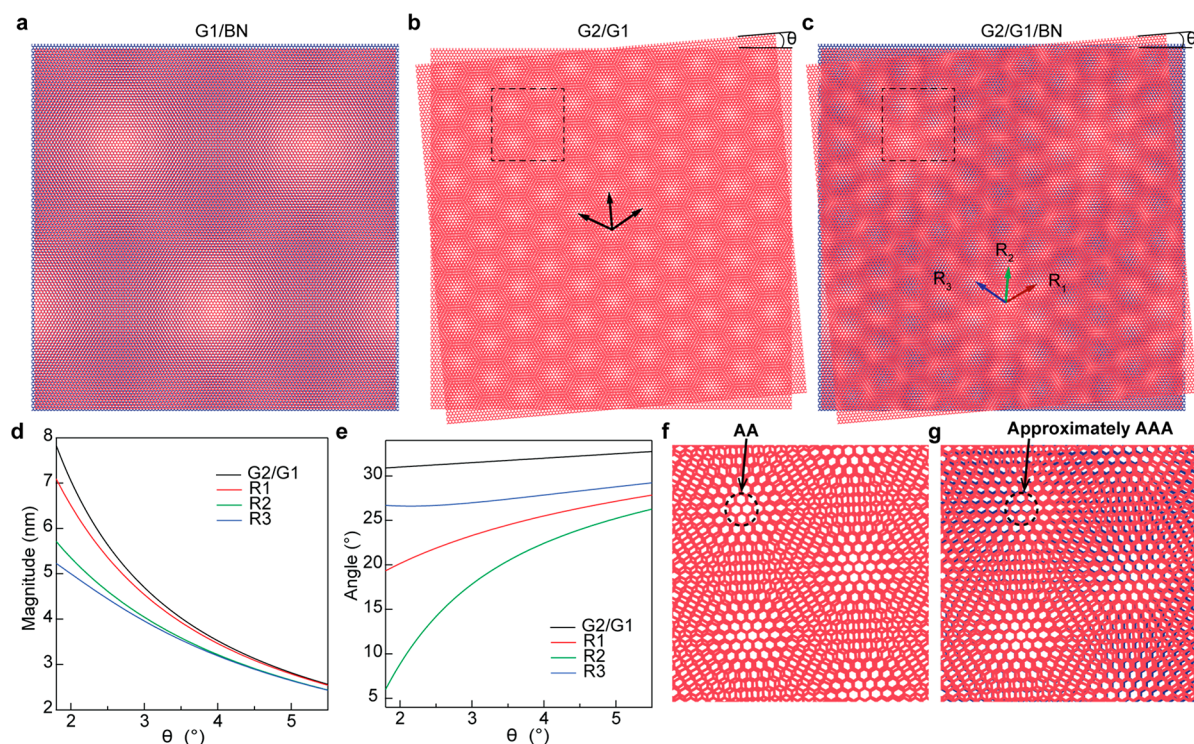 a
G1/BN
b
G2/G1
θ
c
G2/G1/BN
θ
R3
R2
R1
d
Magnitude (nm)
8
7
6
5
4
3
2
G2/G1
R1
R2
R3
2
3
4
5
θ (°)
e
Angle (°)
30
25
20
15
10
5
G2/G1
R1
R2
R3
2
3
4
5
θ (°)
f
AA
g
Approximately AAA